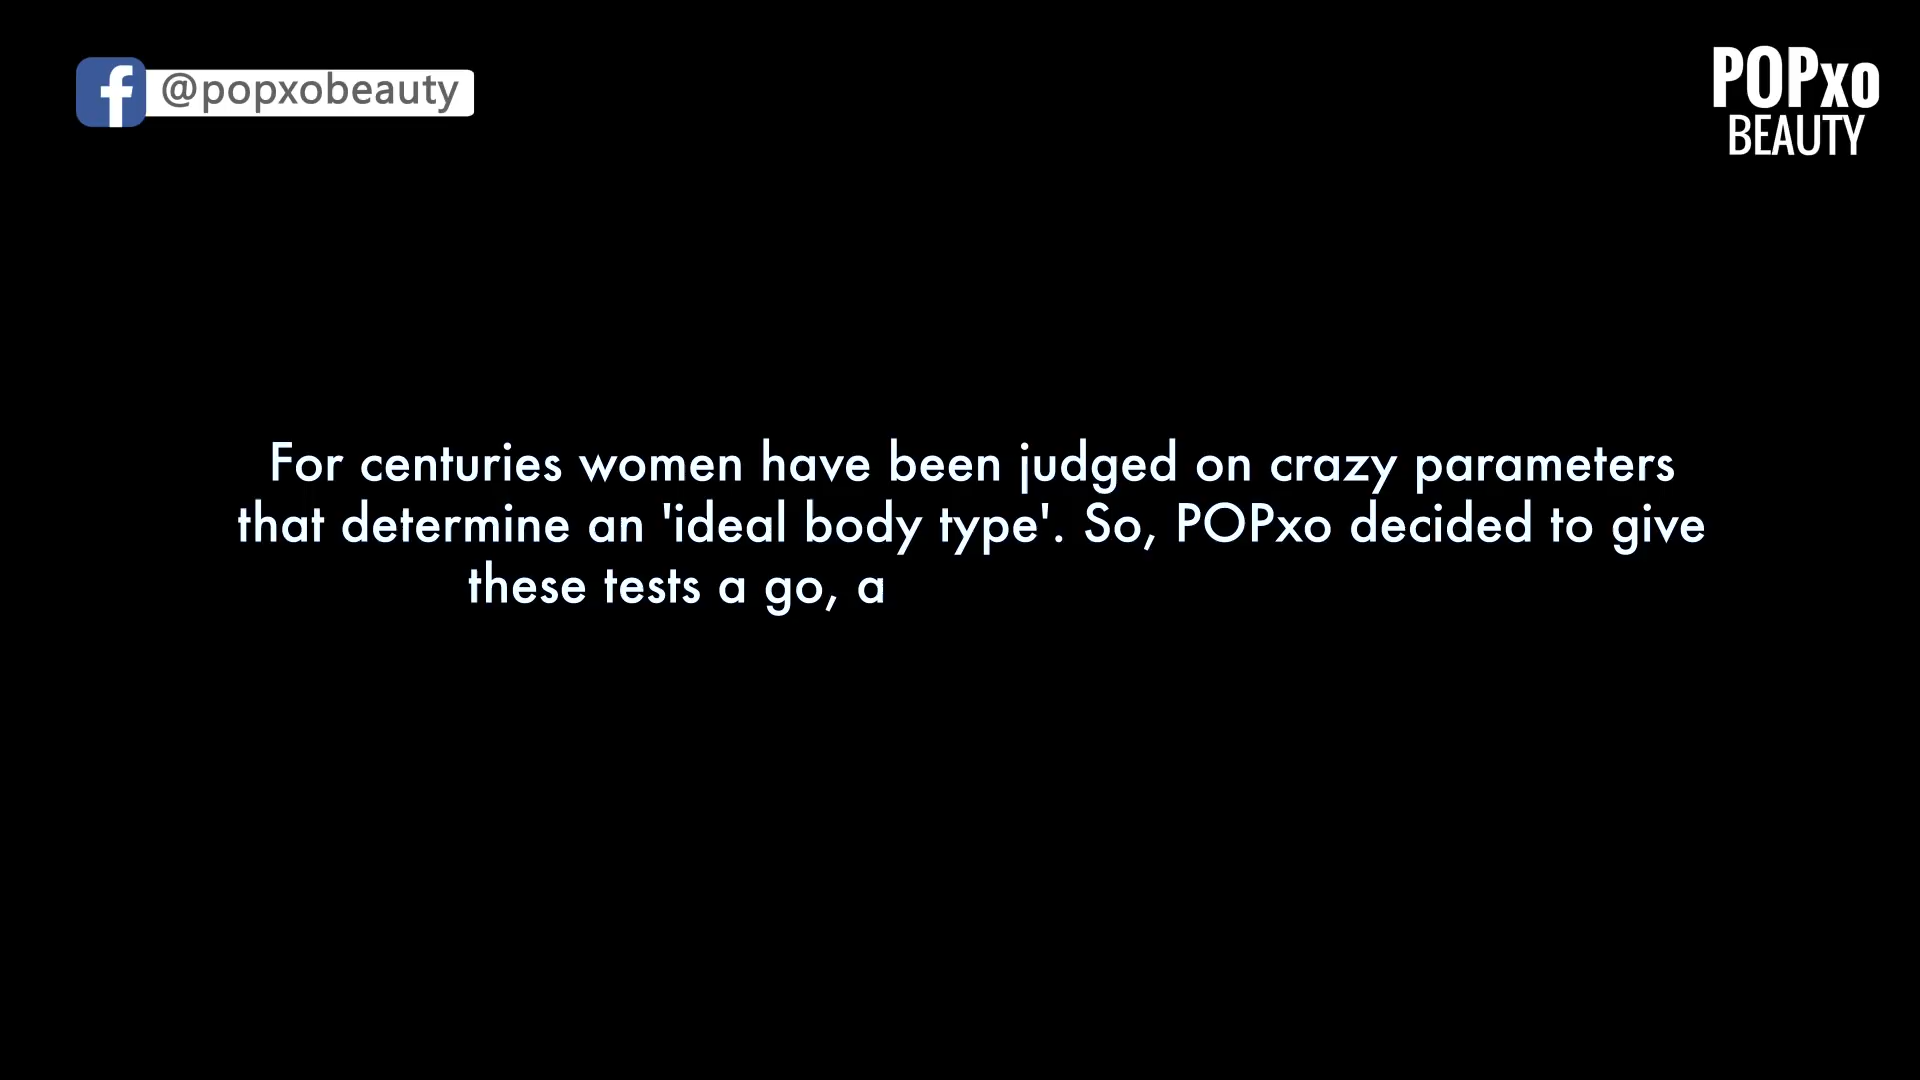 @popxobeauty
POPxo
BEAUTY
For centuries women have been judged on crazy parameters
that determine an 'ideal body type'. So, POPxo decided to give
these tests a go, a